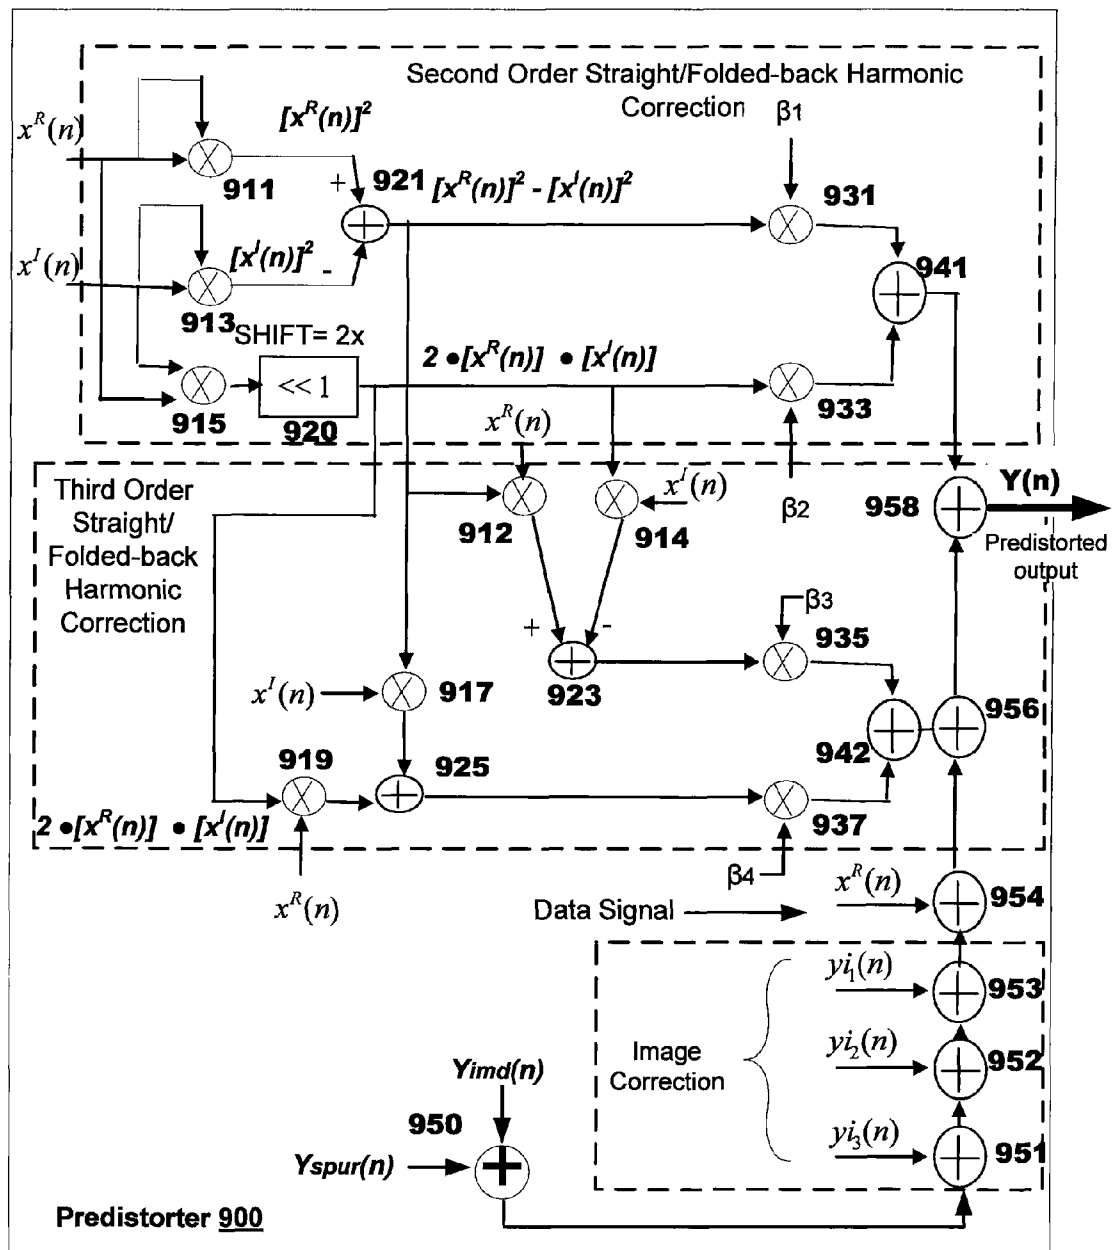 Second Order Straight/Folded-back Harmonic
Correction
β1
x^R(n)
[x^R(n)]^2
911
+
921
[x^R(n)]^2 - [x^I(n)]^2
931
x^I(n)
[x^I(n)]^2
-
941
913
SHIFT= 2x
2 •[x^R(n)] • [x^I(n)]
<< 1
915
920
933
x^R(n)
β2
Third Order
Straight/
Folded-back
Harmonic
Correction
912
x^I(n)
914
958
Y(n)
Predistorted
output
β3
+
-
935
923
x^I(n)
917
956
942
919
925
937
2 •[x^R(n)] • [x^I(n)]
β4
x^R(n)
Data Signal
x^R(n)
954
yi_1(n)
953
Image
Correction
yi_2(n)
952
yi_3(n)
951
Yimd(n)
950
Yspur(n)
Predistorter 900